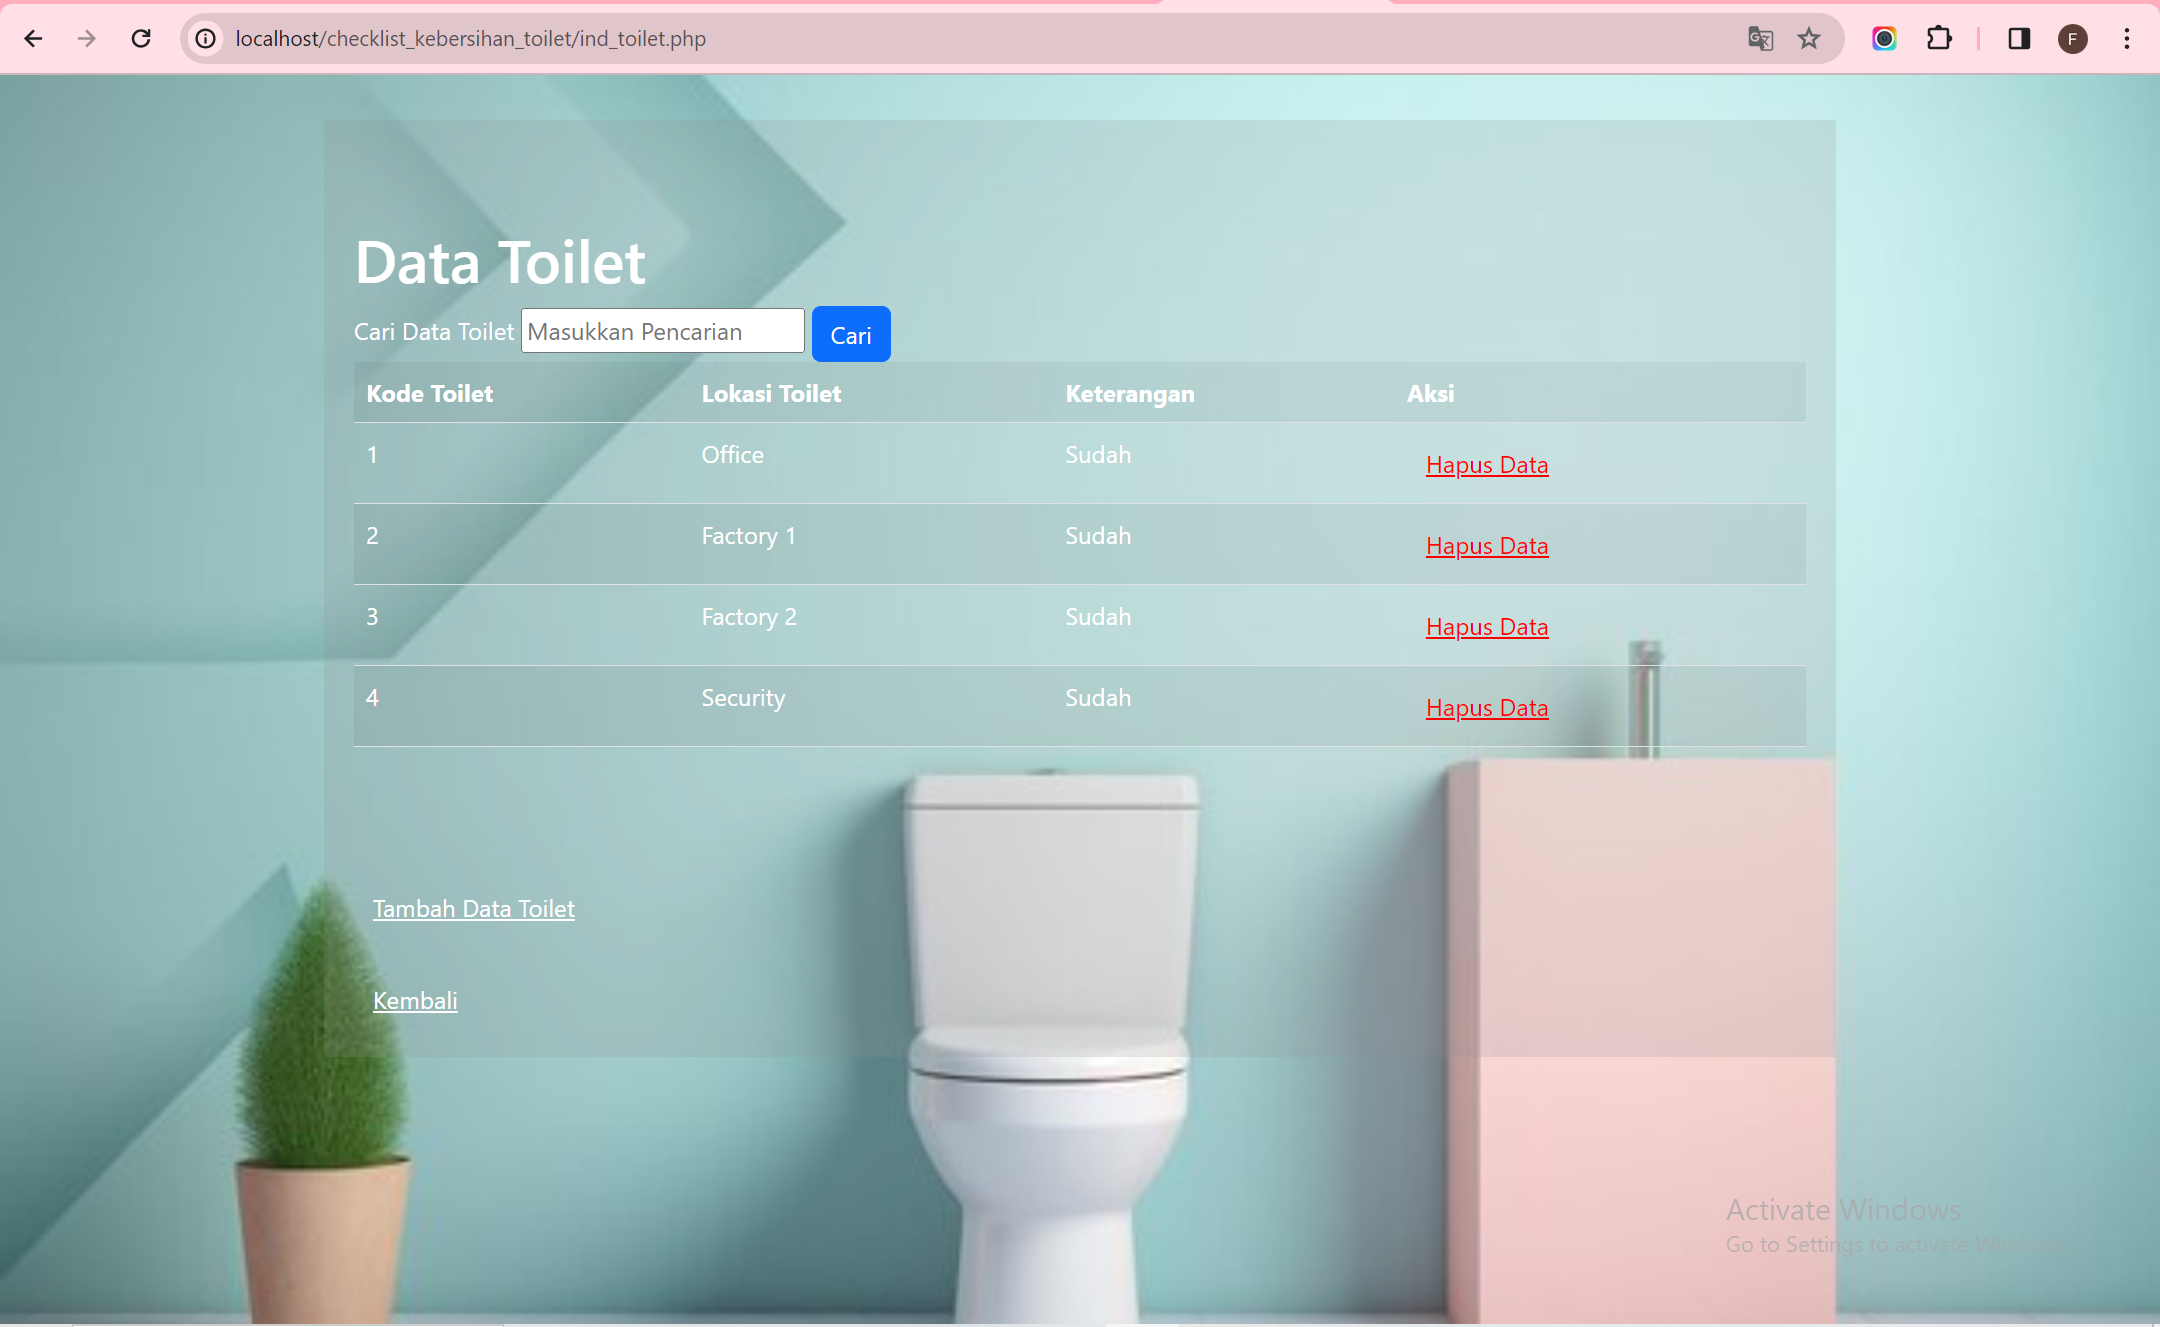 localhost/checklist_kebersihan_toilet/ind_toilet.php
F
Data Toilet
Cari Data Toilet Masukkan Pencarian Cari
Kode Toilet Lokasi Toilet Keterangan Aksi
1 Office Sudah Hapus Data
2 Factory 1 Sudah Hapus Data
3 Factory 2 Sudah Hapus Data
4 Security Sudah Hapus Data
Tambah Data Toilet
Kembali
Activate Windows
Go to Settings to activate Windows.